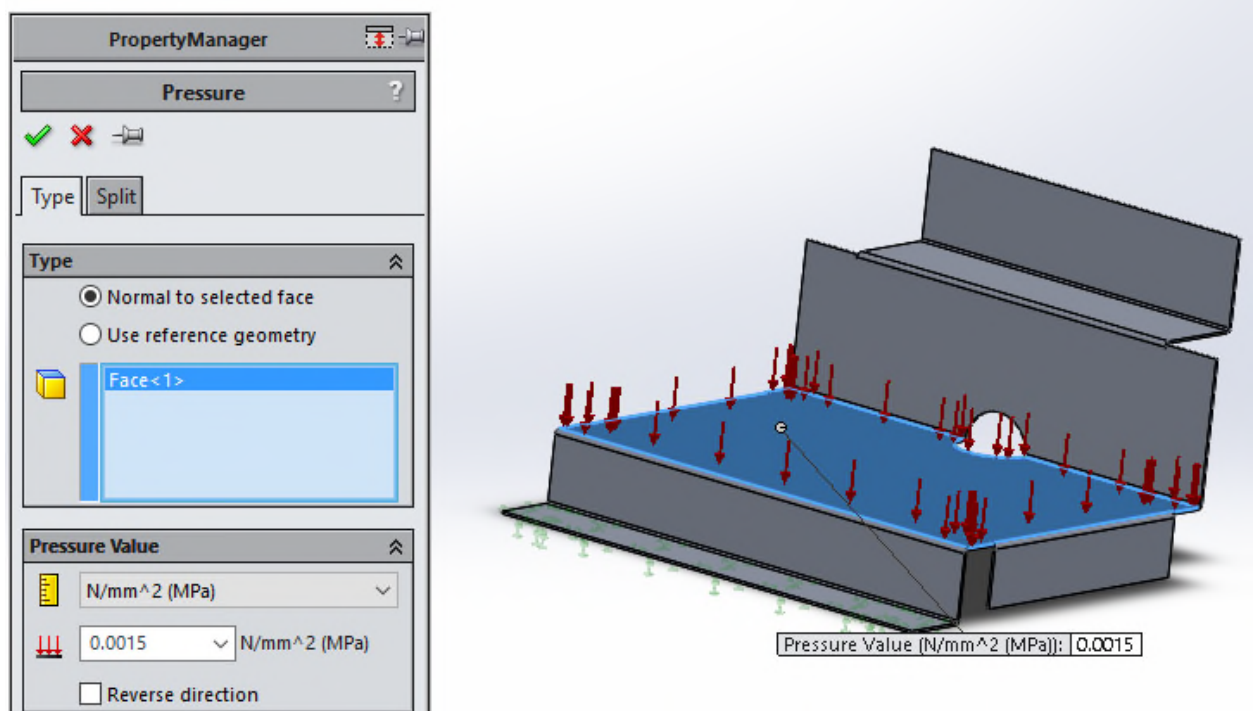 PropertyManager
Pressure ?
Type Split
Type
Normal to selected face
Use reference geometry
Face<1>
Pressure Value
N/mm^2 (MPa)
0.0015 N/mm^2 (MPa)
Reverse direction
Pressure Value (N/mm^2 (MPa)): 0.0015